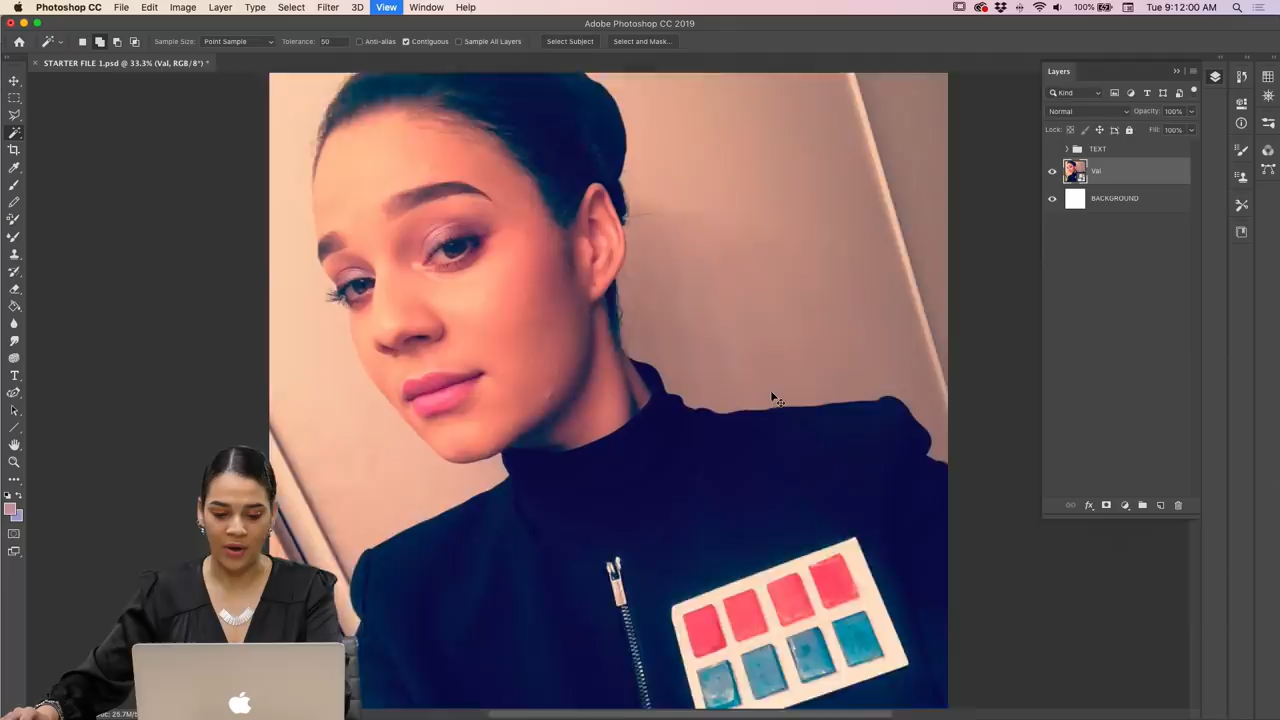 Photoshop CC File Edit Image Layer Type Select Filter 3D View Window Help 100% Tue 9:12:00 AM
Adobe Photoshop CC 2019
Sample Size: Point Sample Tolerance: 50 Anti-alias Contiguous Sample All Layers Select Subject Select and Mask...
STARTER FILE 1.psd @ 33.3% (Val, RGB/8*) *
Layers
Kind
Normal Opacity: 100%
Lock: Fill: 100%
TEXT
Val
BACKGROUND